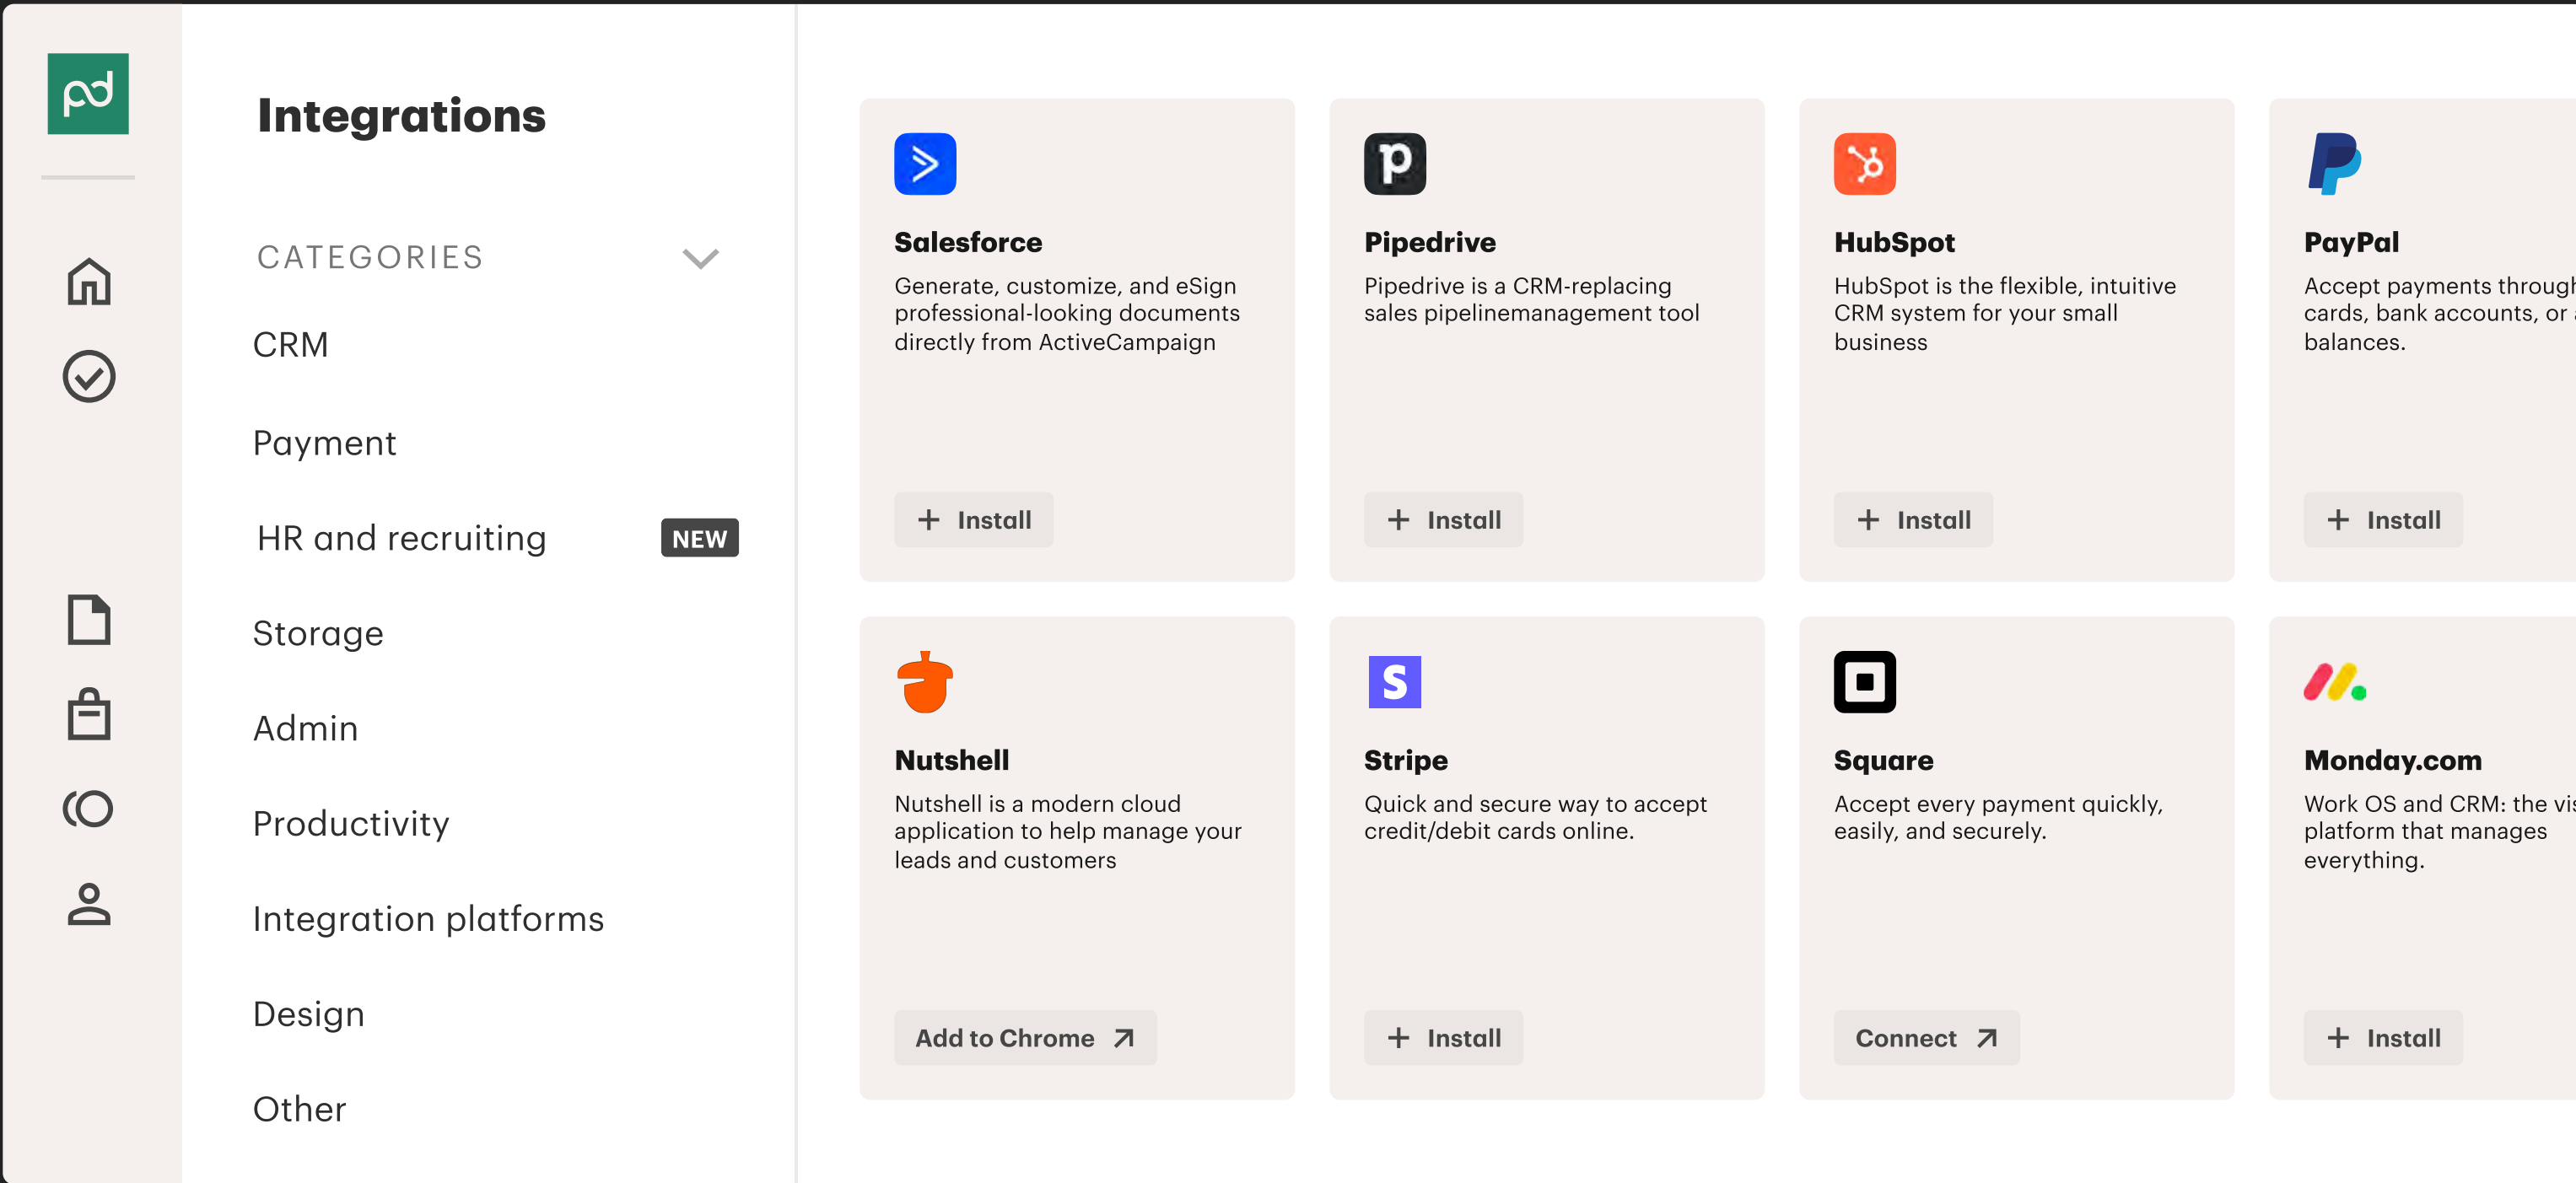 pd
Integrations
CATEGORIES
CRM
Payment
HR and recruiting NEW
Storage
Admin
Productivity
Integration platforms
Design
Other
Salesforce
Generate, customize, and eSign
professional-looking documents
directly from ActiveCampaign
+ Install
Pipedrive
Pipedrive is a CRM-replacing
sales pipelinemanagement tool
+ Install
HubSpot
HubSpot is the flexible, intuitive
CRM system for your small
business
+ Install
PayPal
Accept payments through
cards, bank accounts, or
balances.
+ Install
Nutshell
Nutshell is a modern cloud
application to help manage your
leads and customers
Add to Chrome
S
Stripe
Quick and secure way to accept
credit/debit cards online.
+ Install
Square
Accept every payment quickly,
easily, and securely.
Connect
Monday.com
Work OS and CRM: the
platform that manages
everything.
+ Install